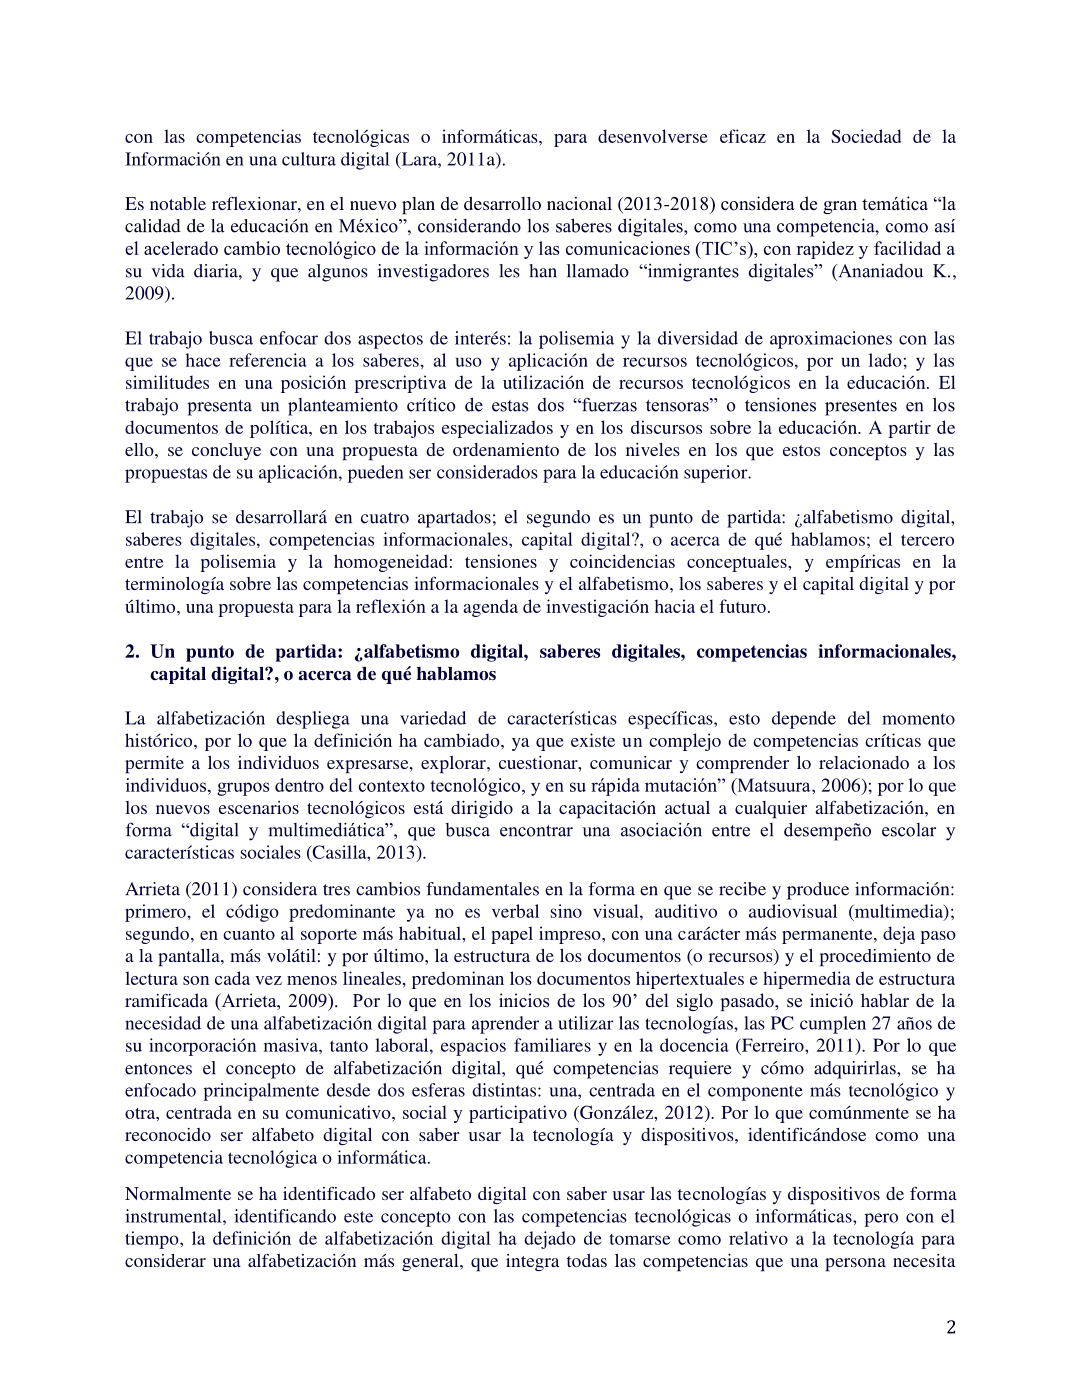 con las competencias tecnológicas o informáticas, para desenvolverse eficaz en la Sociedad de la
Información en una cultura digital (Lara, 2011a).
Es notable reflexionar, en el nuevo plan de desarrollo nacional (2013-2018) considera de gran temática “la
calidad de la educación en México”, considerando los saberes digitales, como una competencia, como así
el acelerado cambio tecnológico de la información y las comunicaciones (TIC’s), con rapidez y facilidad a
su vida diaria, y que algunos investigadores les han llamado “inmigrantes digitales” (Ananiadou K.,
2009).
El trabajo busca enfocar dos aspectos de interés: la polisemia y la diversidad de aproximaciones con las
que se hace referencia a los saberes, al uso y aplicación de recursos tecnológicos, por un lado; y las
similitudes en una posición prescriptiva de la utilización de recursos tecnológicos en la educación. El
trabajo presenta un planteamiento crítico de estas dos “fuerzas tensoras” o tensiones presentes en los
documentos de política, en los trabajos especializados y en los discursos sobre la educación. A partir de
ello, se concluye con una propuesta de ordenamiento de los niveles en los que estos conceptos y las
propuestas de su aplicación, pueden ser considerados para la educación superior.
El trabajo se desarrollará en cuatro apartados; el segundo es un punto de partida: ¿alfabetismo digital,
saberes digitales, competencias informacionales, capital digital?, o acerca de qué hablamos; el tercero
entre la polisemia y la homogeneidad: tensiones y coincidencias conceptuales, y empíricas en la
terminología sobre las competencias informacionales y el alfabetismo, los saberes y el capital digital y por
último, una propuesta para la reflexión a la agenda de investigación hacia el futuro.
2. Un punto de partida: ¿alfabetismo digital, saberes digitales, competencias informacionales,
capital digital?, o acerca de qué hablamos
La alfabetización despliega una variedad de características específicas, esto depende del momento
histórico, por lo que la definición ha cambiado, ya que existe un complejo de competencias críticas que
permite a los individuos expresarse, explorar, cuestionar, comunicar y comprender lo relacionado a los
individuos, grupos dentro del contexto tecnológico, y en su rápida mutación” (Matsuura, 2006); por lo que
los nuevos escenarios tecnológicos está dirigido a la capacitación actual a cualquier alfabetización, en
forma “digital y multimediática”, que busca encontrar una asociación entre el desempeño escolar y
características sociales (Casilla, 2013).
Arrieta (2011) considera tres cambios fundamentales en la forma en que se recibe y produce información:
primero, el código predominante ya no es verbal sino visual, auditivo o audiovisual (multimedia);
segundo, en cuanto al soporte más habitual, el papel impreso, con una carácter más permanente, deja paso
a la pantalla, más volátil: y por último, la estructura de los documentos (o recursos) y el procedimiento de
lectura son cada vez menos lineales, predominan los documentos hipertextuales e hipermedia de estructura
ramificada (Arrieta, 2009).  Por lo que en los inicios de los 90’ del siglo pasado, se inició hablar de la
necesidad de una alfabetización digital para aprender a utilizar las tecnologías, las PC cumplen 27 años de
su incorporación masiva, tanto laboral, espacios familiares y en la docencia (Ferreiro, 2011). Por lo que
entonces el concepto de alfabetización digital, qué competencias requiere y cómo adquirirlas, se ha
enfocado principalmente desde dos esferas distintas: una, centrada en el componente más tecnológico y
otra, centrada en su comunicativo, social y participativo (González, 2012). Por lo que comúnmente se ha
reconocido ser alfabeto digital con saber usar la tecnología y dispositivos, identificándose como una
competencia tecnológica o informática.
Normalmente se ha identificado ser alfabeto digital con saber usar las tecnologías y dispositivos de forma
instrumental, identificando este concepto con las competencias tecnológicas o informáticas, pero con el
tiempo, la definición de alfabetización digital ha dejado de tomarse como relativo a la tecnología para
considerar una alfabetización más general, que integra todas las competencias que una persona necesita
2